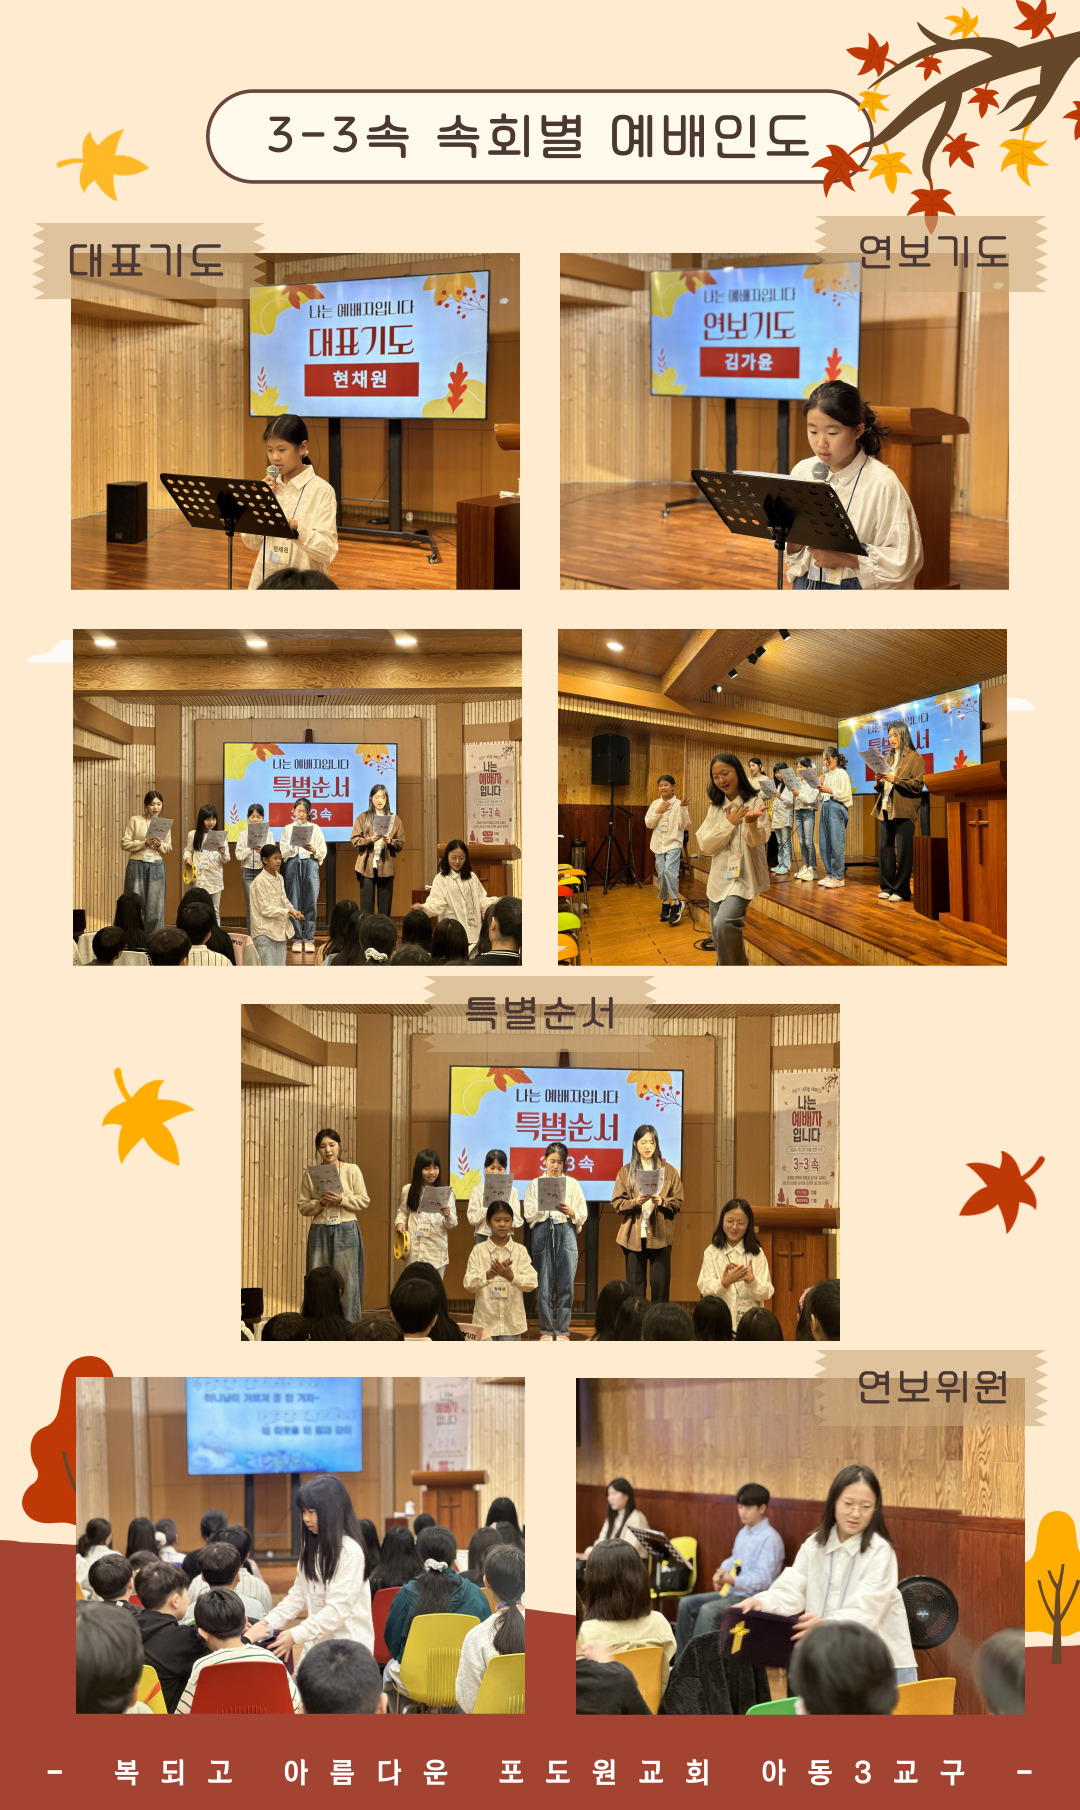 3-3속 속회별 예배인도
대표기도
연보기도
나는 예배자입니다
대표기도
현채원
현채원
나는 예배자입니다
연보기도
김가윤
나는 예배자입니다
특별순서
3-3속
나는
예배자
입니다
3-3속
특별순서
나는 예배자입니다
특별순서
3-3속
나는
예배자
입니다
3-3속
연보위원
- 복되고 아름다운 포도원교회 아동3교구 -